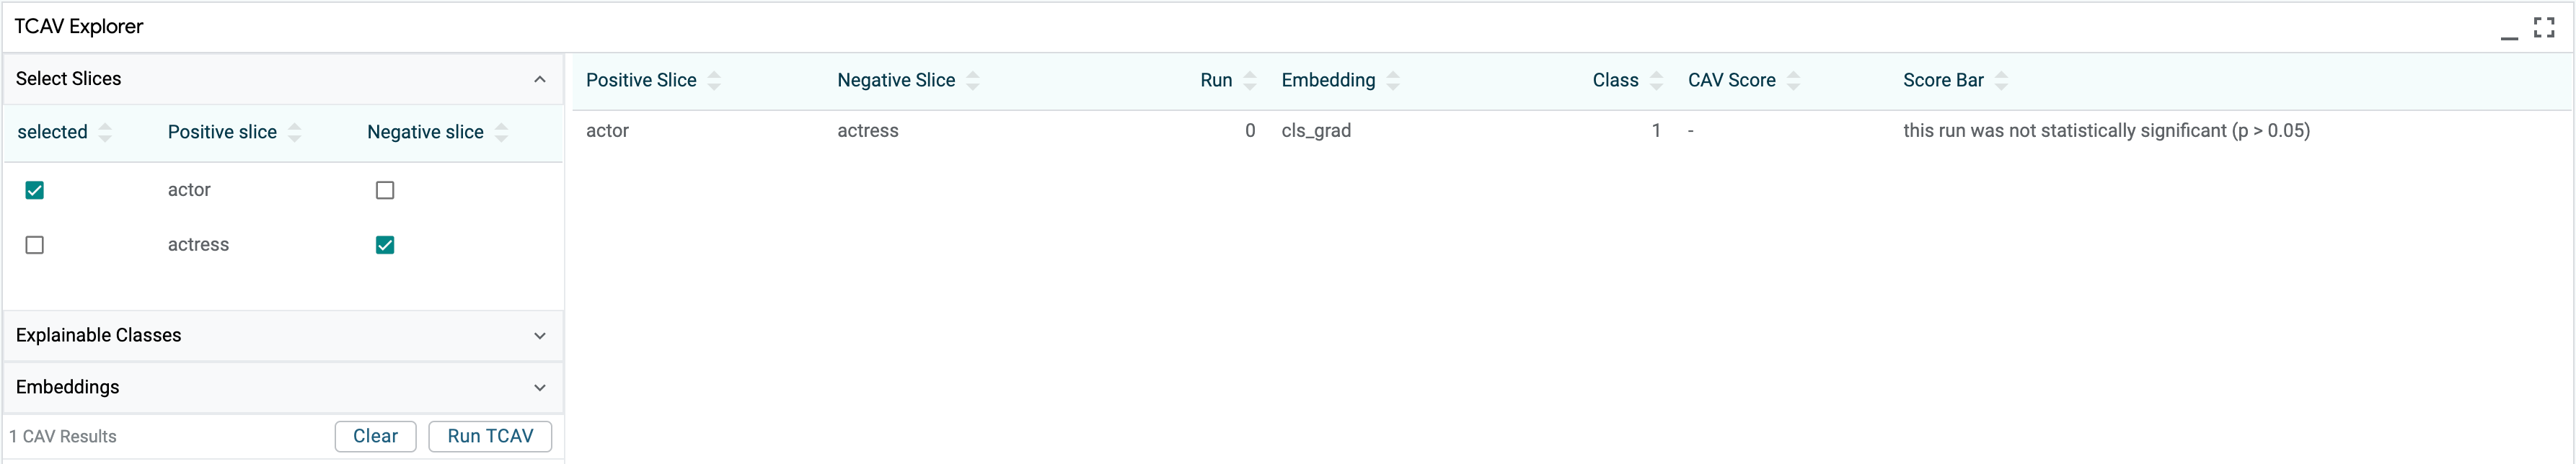 TCAV Explorer
Select Slices
selected Positive slice Negative slice
actor
actress
Explainable Classes
Embeddings
1 CAV Results Clear Run TCAV
Positive Slice Negative Slice Run Embedding Class CAV Score Score Bar
actor actress 0 cls_grad 1 - this run was not statistically significant (p > 0.05)